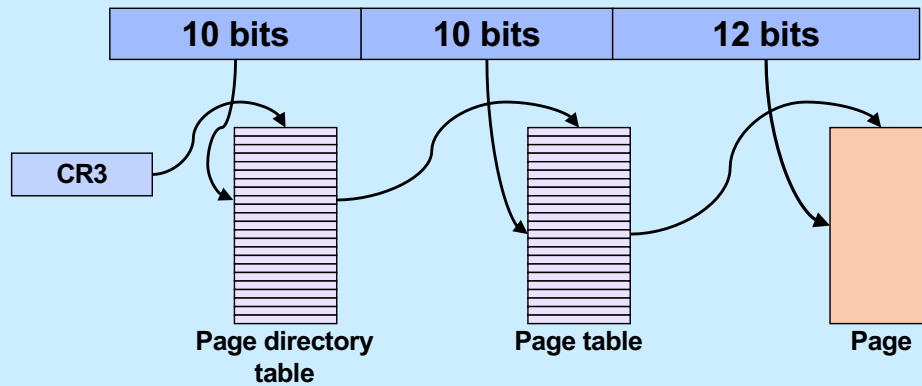 10 bits 10 bits 12 bits
CR3
Page directory
table
Page table
Page